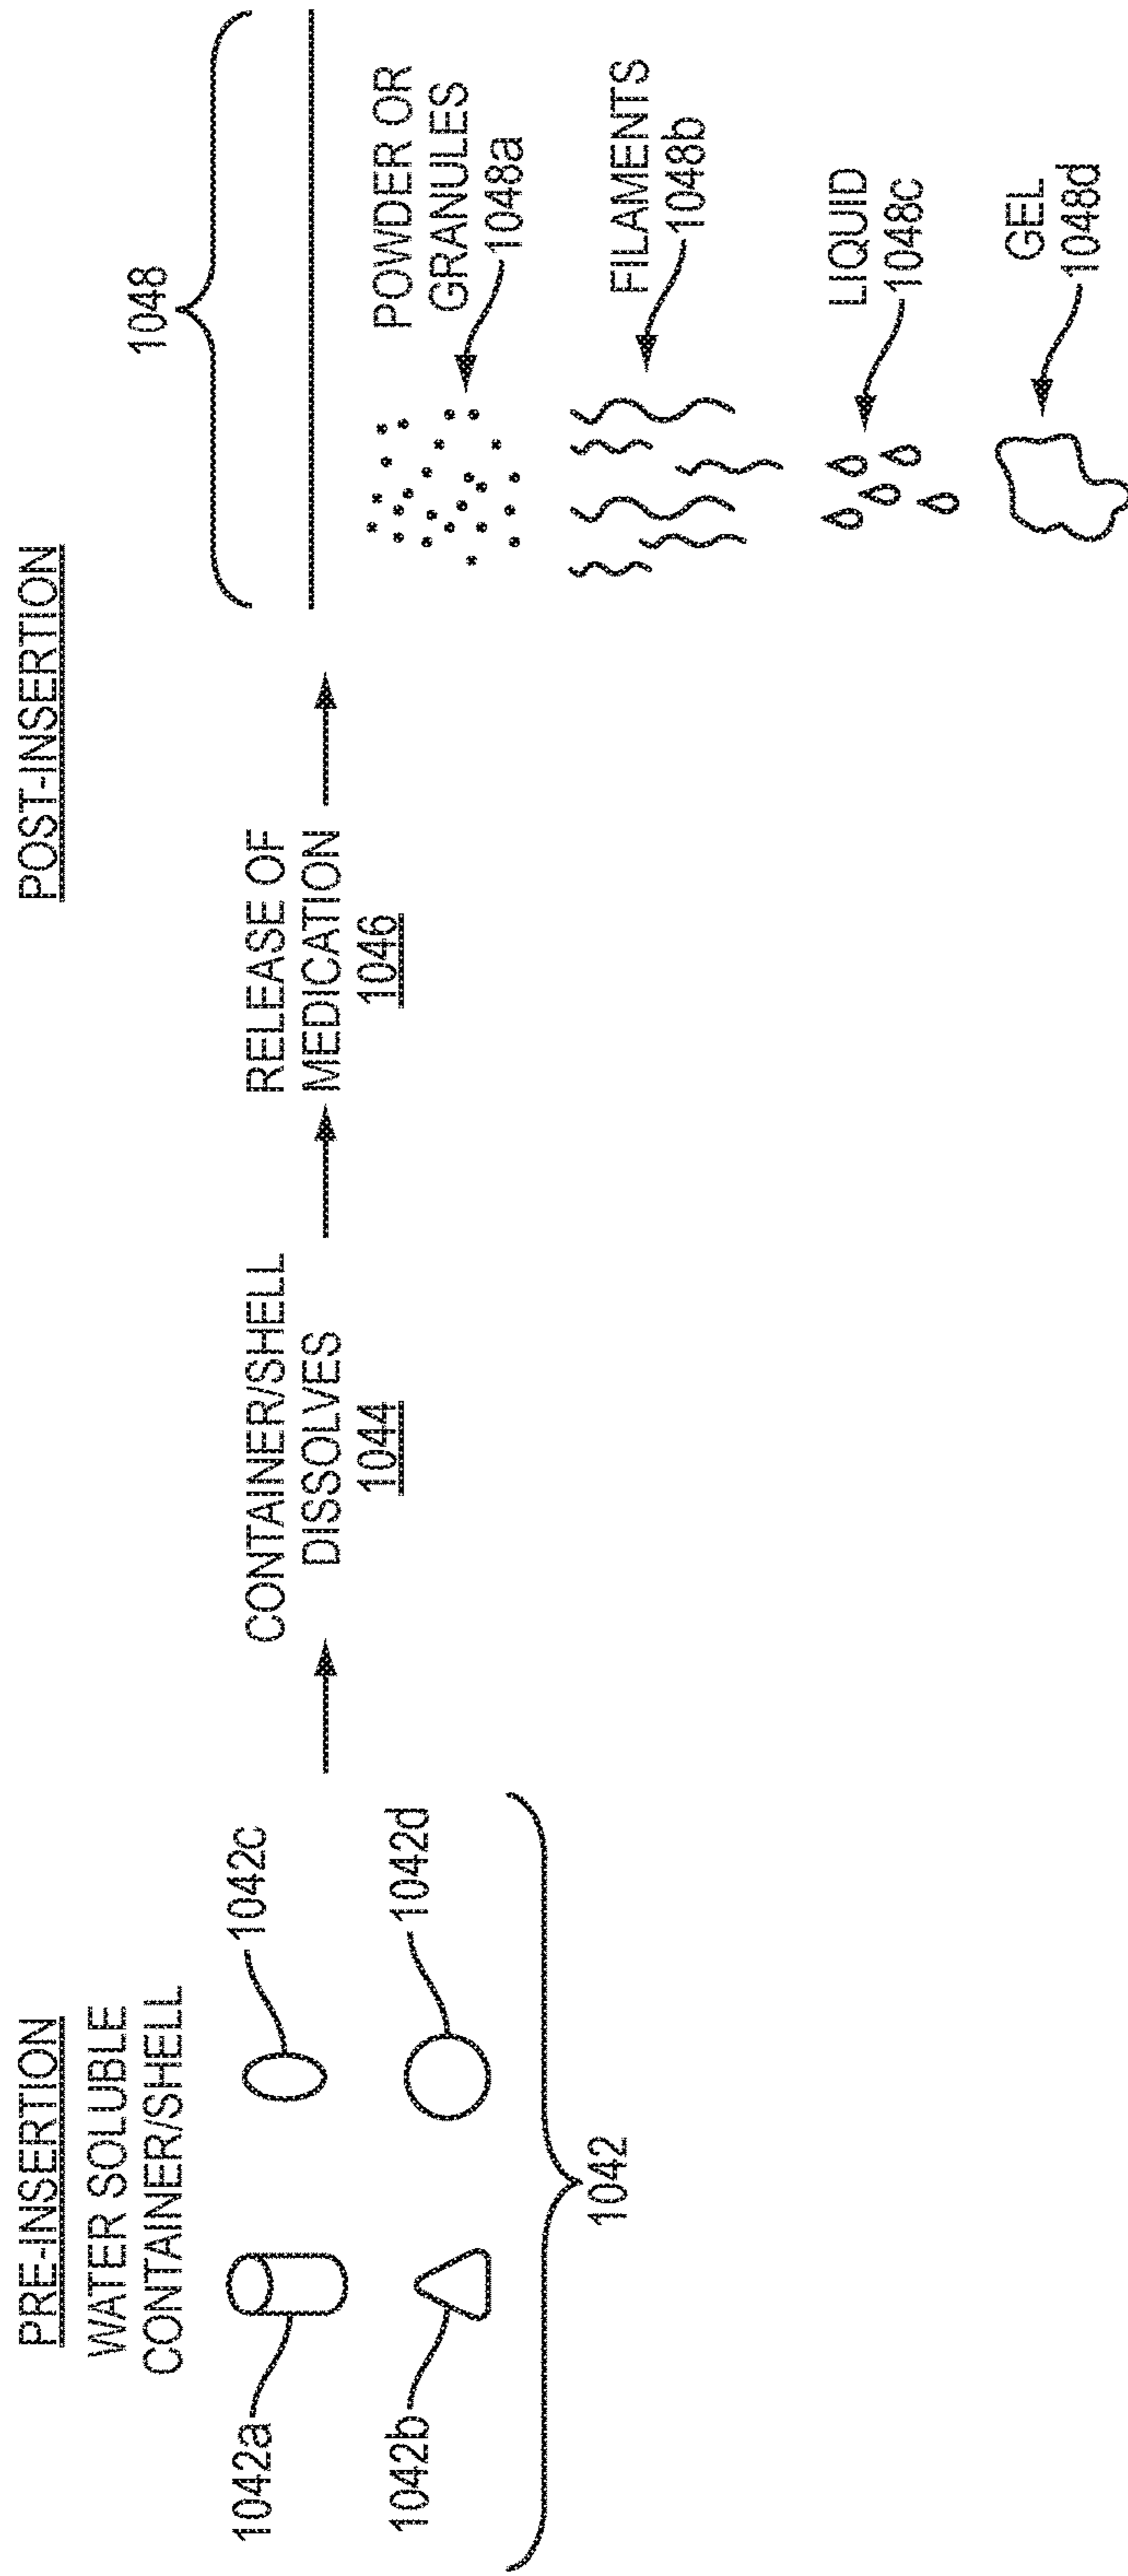 PRE-INSERTION
WATER SOLUBLE
CONTAINER/SHELL
1042a
1042c
1042b
1042d
1042
CONTAINER/SHELL
DISSOLVES
1044
RELEASE OF
MEDICATION
1046
POST-INSERTION
1048
POWDER OR
GRANULES
1048a
FILAMENTS
1048b
LIQUID
1048c
GEL
1048d